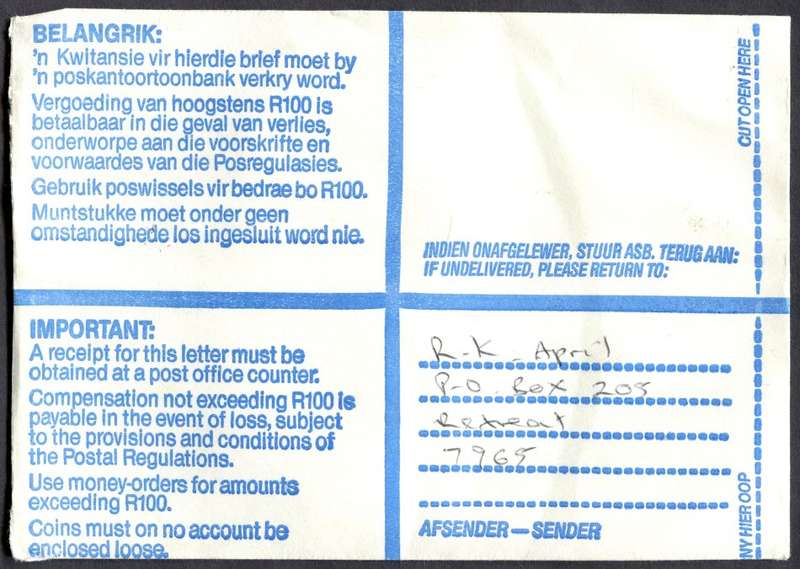 BELANGRIK:
'n Kwitansie vir hierdie brief moet by
'n poskantoortoonbank verkry word.
Vergoeding van hoogstens R100 is
betaalbaar in die geval van verlies,
onderworpe aan die voorskrifte en
voorwaardes van die Posregulasies.
Gebruik poswissels vir bedrae bo R100.
Muntstukke moet onder geen
omstandighede los ingesluit word nie.
CUT OPEN HERE
INDIEN ONAFGELEWER, STUUR ASB. TERUG AAN:
IF UNDELIVERED, PLEASE RETURN TO:
IMPORTANT:
A receipt for this letter must be
obtained at a post office counter.
Compensation not exceeding R100 is
payable in the event of loss, subject
to the provisions and conditions of
the Postal Regulations.
Use money-orders for amounts
exceeding R100.
Coins must on no account be
enclosed loose.
R.K. April
P.O. Box 205
Retreat
7965
AFSENDER — SENDER
NY HIER OOP